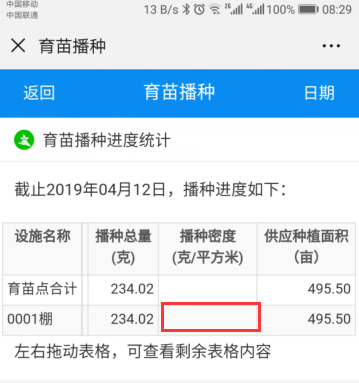 中国移动
中国联通
13 B/s 2G 4G 100% 08:29
育苗播种
返回 育苗播种 日期
育苗播种进度统计
截止2019年04月12日，播种进度如下：
设施名称 播种总量 播种密度 供应种植面积
(克) (克/平方米) （亩）
育苗点合计 234.02 495.50
0001棚 234.02 495.50
左右拖动表格，可查看剩余表格内容